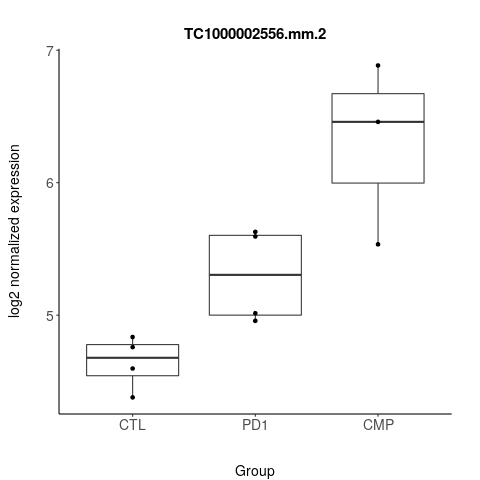 TC1000002556.mm.2
log2 normalized expression
7
6
5
CTL
PD1
CMP
Group